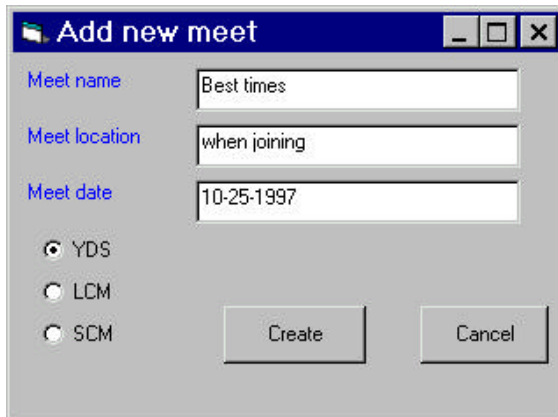 Add new meet
Meet name
Best times
Meet location
when joining
Meet date
10-25-1997
YDS
LCM
SCM
Create
Cancel